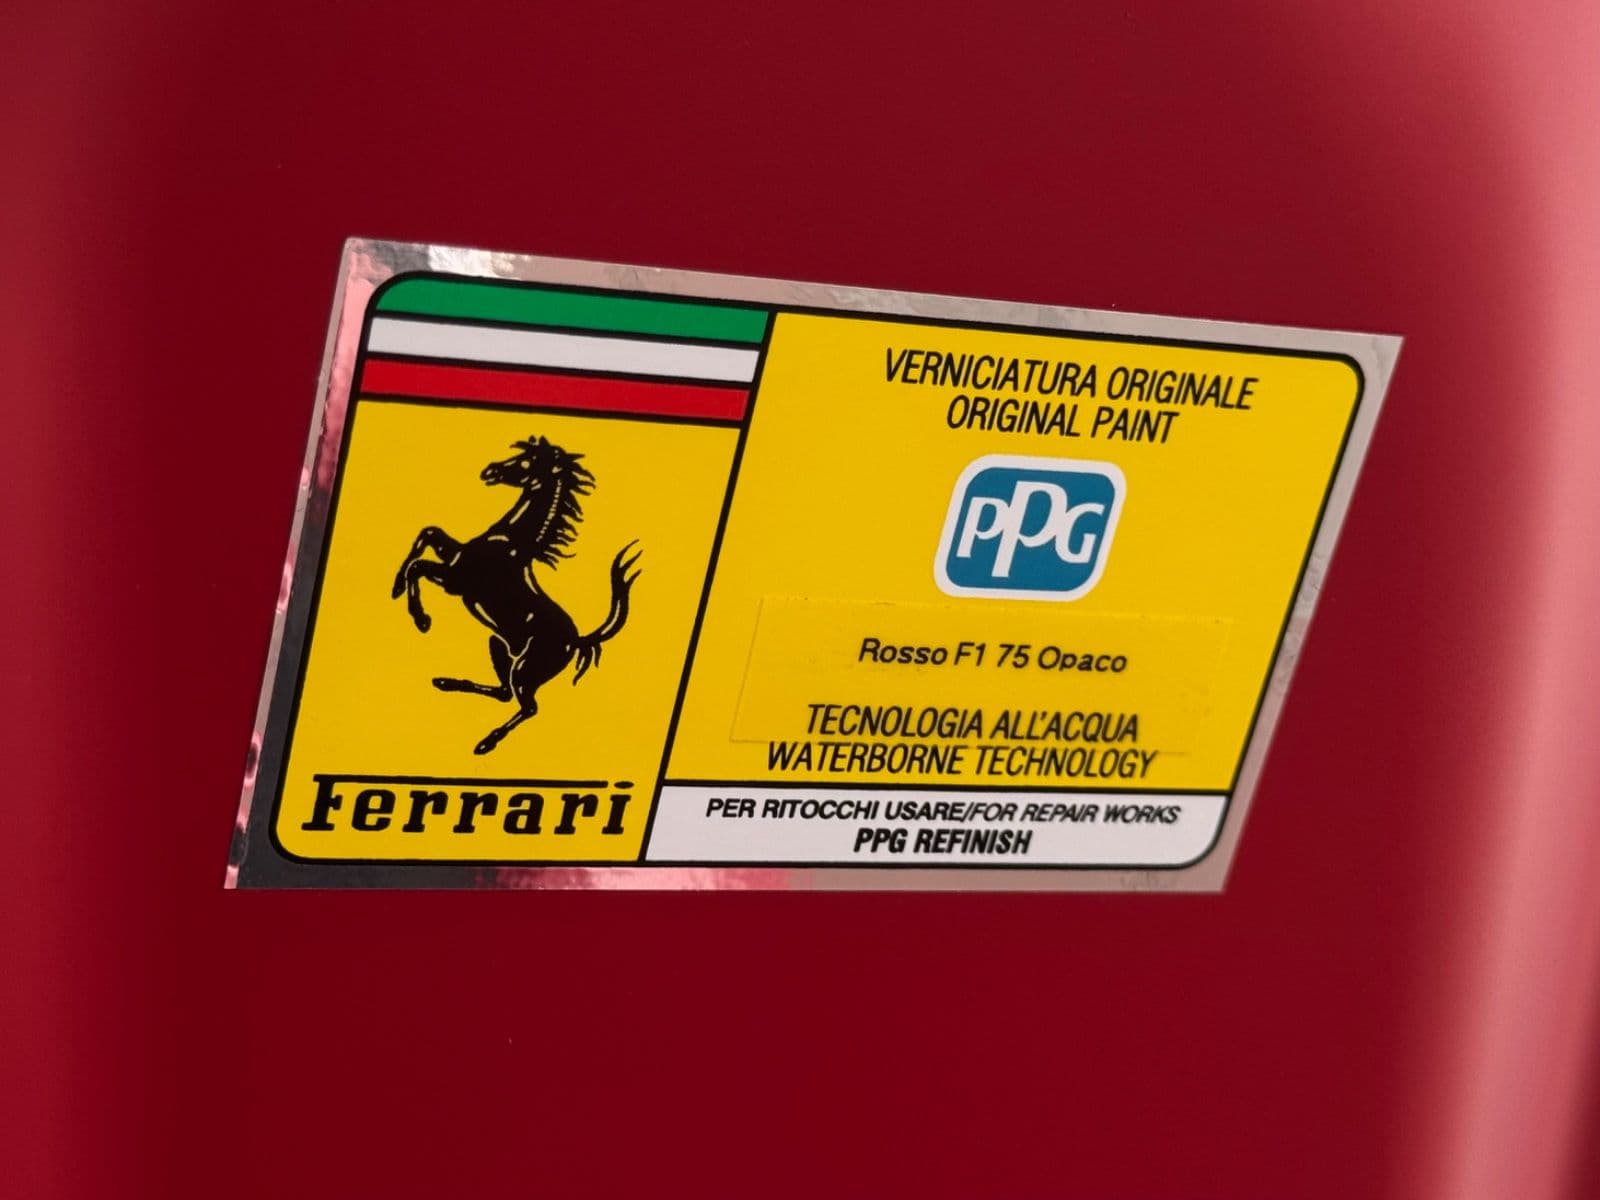 VERNICIATURA ORIGINALE
ORIGINAL PAINT
PPG
Rosso F1 75 Opaco
TECNOLOGIA ALL'ACQUA
WATERBORNE TECHNOLOGY
Ferrari
PER RITOCCHI USARE/FOR REPAIR WORKS
PPG REFINISH